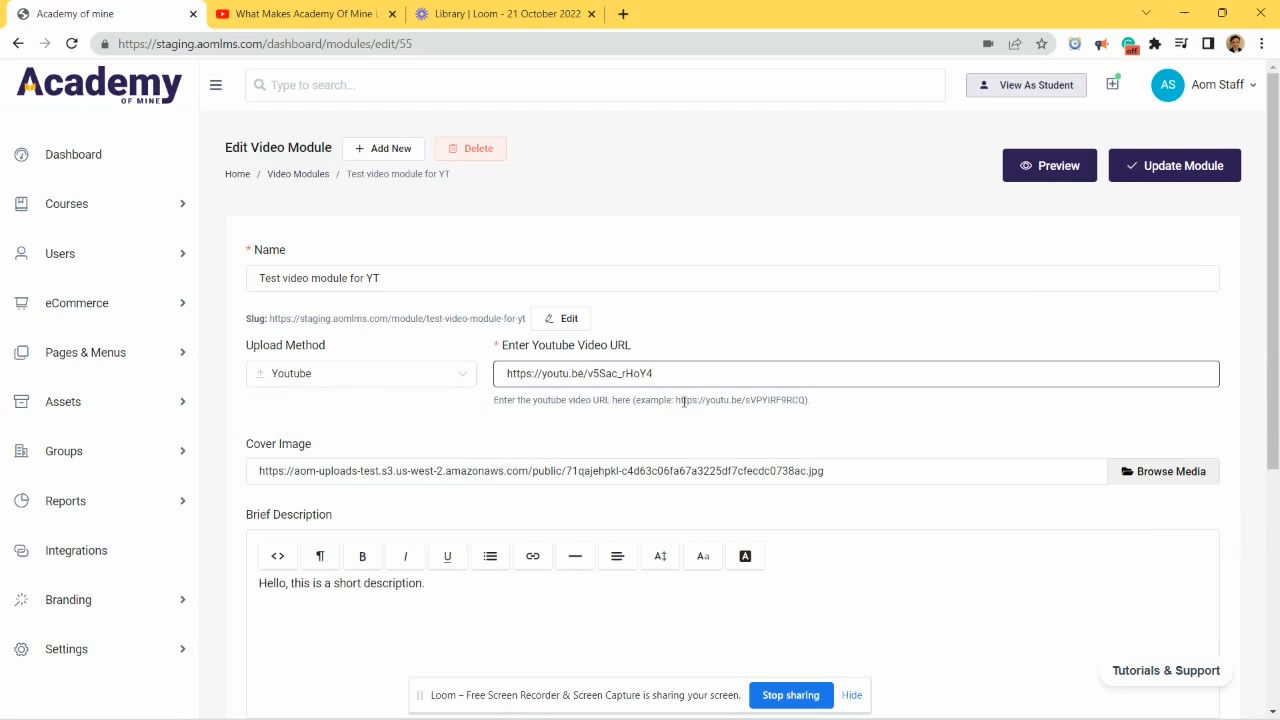 Academy of mine
What Makes Academy Of Mine L
Library | Loom - 21 October 2022
https://staging.aomlms.com/dashboard/modules/edit/55
off
Academy
OF MINE
Type to search...
View As Student
AS
Aom Staff
Dashboard
Courses
Users
eCommerce
Pages & Menus
Assets
Groups
Reports
Integrations
Branding
Settings
Edit Video Module
Add New
Delete
Home / Video Modules / Test video module for YT
Preview
Update Module
* Name
Test video module for YT
Slug: https://staging.aomlms.com/module/test-video-module-for-yt
Edit
Upload Method
* Enter Youtube Video URL
Youtube
https://youtu.be/v5Sac_rHoY4
Enter the youtube video URL here (example: https://youtu.be/sVPYIRF9RCQ).
Cover Image
https://aom-uploads-test.s3.us-west-2.amazonaws.com/public/71qajehpkl-c4d63c06fa67a3225df7cfecdc0738ac.jpg
Browse Media
Brief Description
Hello, this is a short description.
Tutorials & Support
Loom – Free Screen Recorder & Screen Capture is sharing your screen.
Stop sharing
Hide